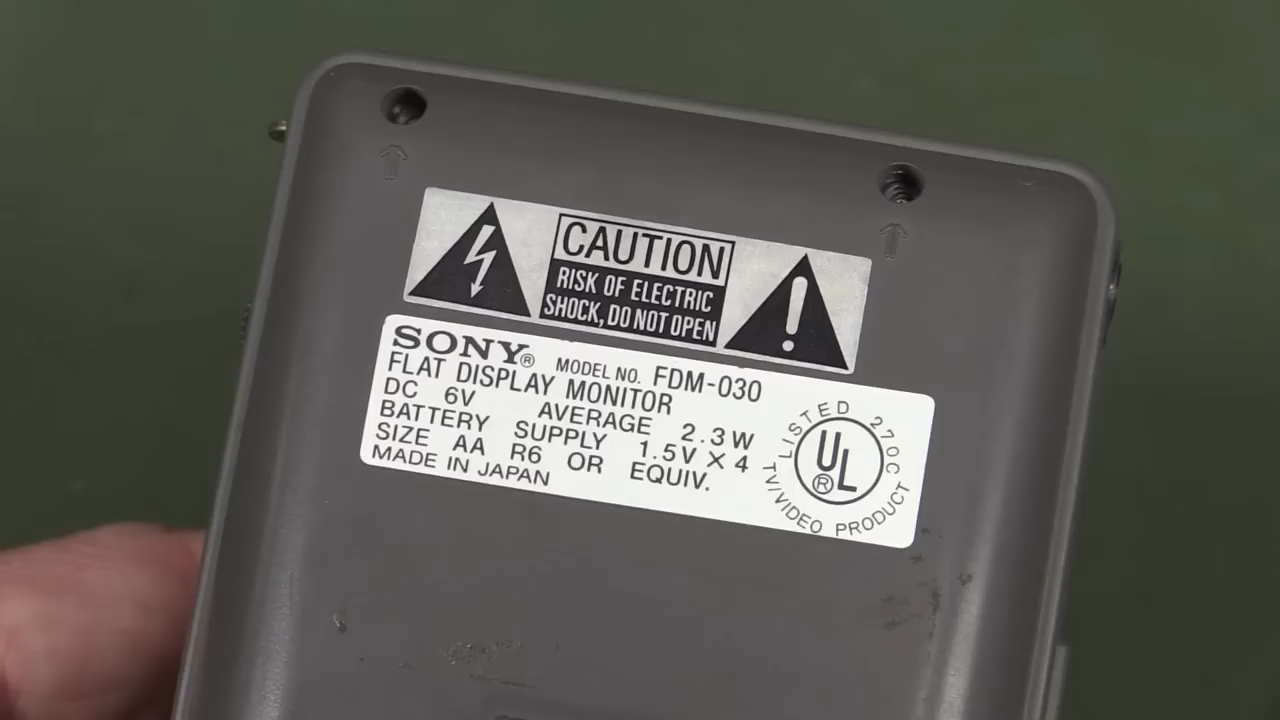 CAUTION
RISK OF ELECTRIC
SHOCK, DO NOT OPEN
SONY® MODEL NO. FDM-030
FLAT DISPLAY MONITOR
DC 6V AVERAGE 2.3W
BATTERY SUPPLY 1.5V×4
SIZE AA R6 OR EQUIV.
MADE IN JAPAN
LISTED 270C
UL®
TV/VIDEO PRODUCT